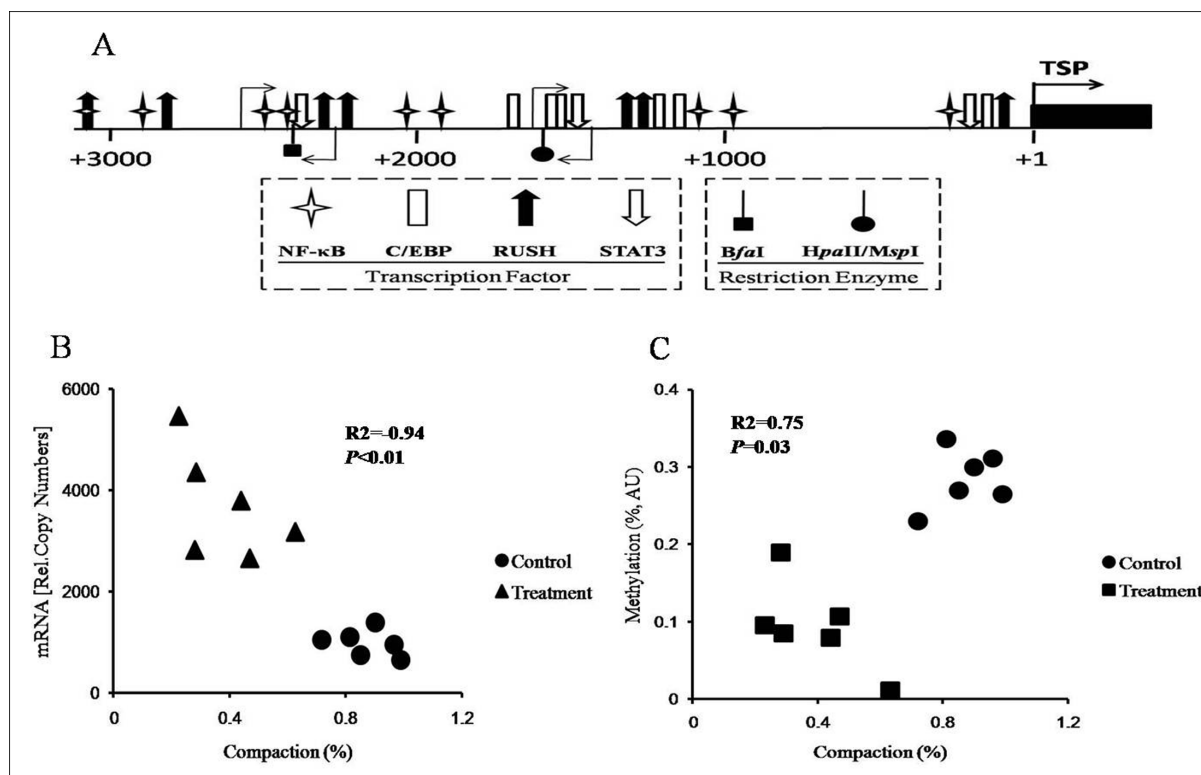 A
TSP
+3000 +2000 +1000 +1
NF-κB C/EBP RUSH STAT3 BfaI HpaII/MspI
Transcription Factor Restriction Enzyme
B
mRNA [Rel.Copy Numbers]
6000
4000
2000
0
R2=-0.94
P<0.01
Control
Treatment
0 0.4 0.8 1.2
Compaction (%)
C
Methylation (%, AU)
0.4
0.3
0.2
0.1
0
R2=0.75
P=0.03
Control
Treatment
0 0.4 0.8 1.2
Compaction (%)